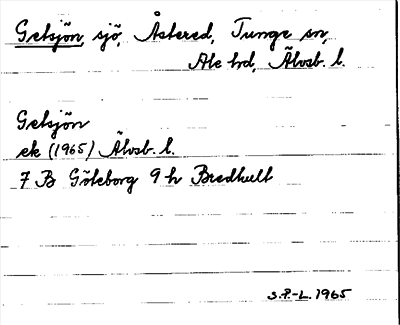 Getsjön, sjö, Åstered, Tunge sn,
Ale hd, Älvsb. l.
Getsjön
ek (1965) Älvsb. l.
7 B Göteborg 9 h Bredhult
S.P.-L. 1965